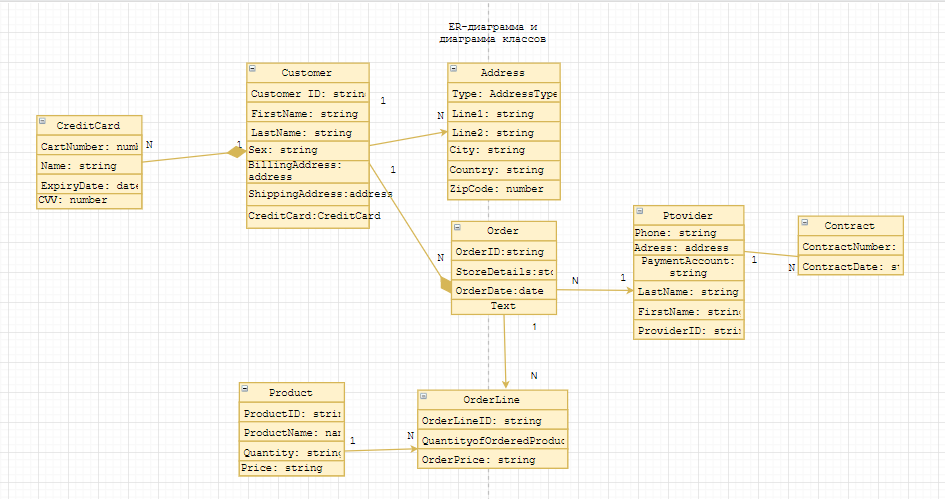 ER-диаграмма и
диаграмма классов
Customer
Customer ID: strin
FirstName: string
LastName: string
Sex: string
BillingAddress:
address
ShippingAddress:address
CreditCard:CreditCard
Address
Type: AddressType
Line1: string
Line2: string
City: string
Country: string
ZipCode: number
CreditCard
CartNumber: num
Name: string
ExpiryDate: date
CVV: number
N
1
1
N
1
N
Order
OrderID:string
StoreDetails:sto
OrderDate:date
Text
N
1
Ptovider
Phone: string
Adress: address
PaymentAccount:
string
LastName: string
FirstName: string
ProviderID: stri
1
N
Contract
ContractNumber:
ContractDate: st
1
N
Product
ProductID: strin
ProductName: nam
Quantity: string
Price: string
1
N
OrderLine
OrderLineID: string
QuantityofOrderedProduc
OrderPrice: string